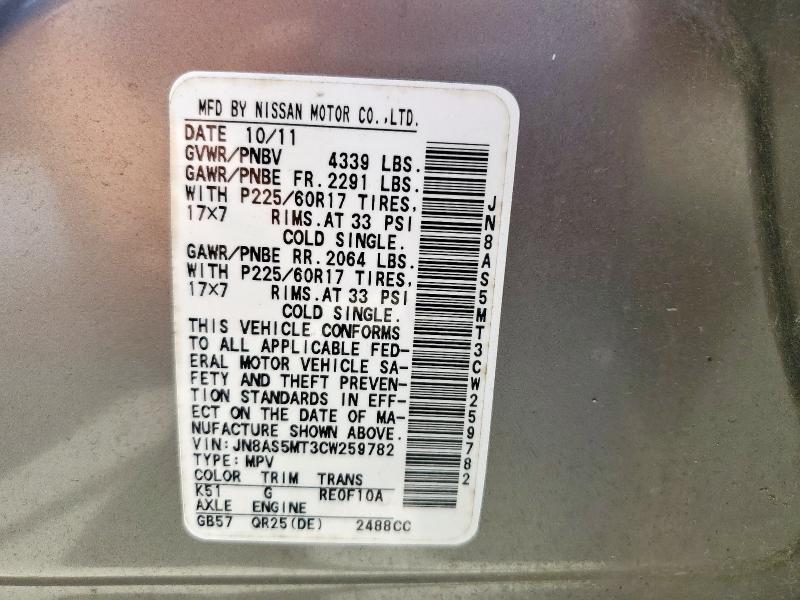 MFD BY NISSAN MOTOR CO.,LTD.
DATE 10/11
GVWR/PNBV 4339 LBS.
GAWR/PNBE FR.2291 LBS.
WITH P225/60R17 TIRES,
17×7 RIMS.AT 33 PSI
COLD SINGLE.
GAWR/PNBE RR.2064 LBS.
WITH P225/60R17 TIRES,
17×7 RIMS.AT 33 PSI
COLD SINGLE.
THIS VEHICLE CONFORMS
TO ALL APPLICABLE FED-
ERAL MOTOR VEHICLE SA-
FETY AND THEFT PREVEN-
TION STANDARDS IN EFF-
ECT ON THE DATE OF MA-
NUFACTURE SHOWN ABOVE.
VIN:JN8AS5MT3CW259782
TYPE:MPV
COLOR TRIM TRANS
K51 G RE0F10A
AXLE ENGINE
GB57 QR25(DE) 2488CC
JN8AS5MT3CW259782